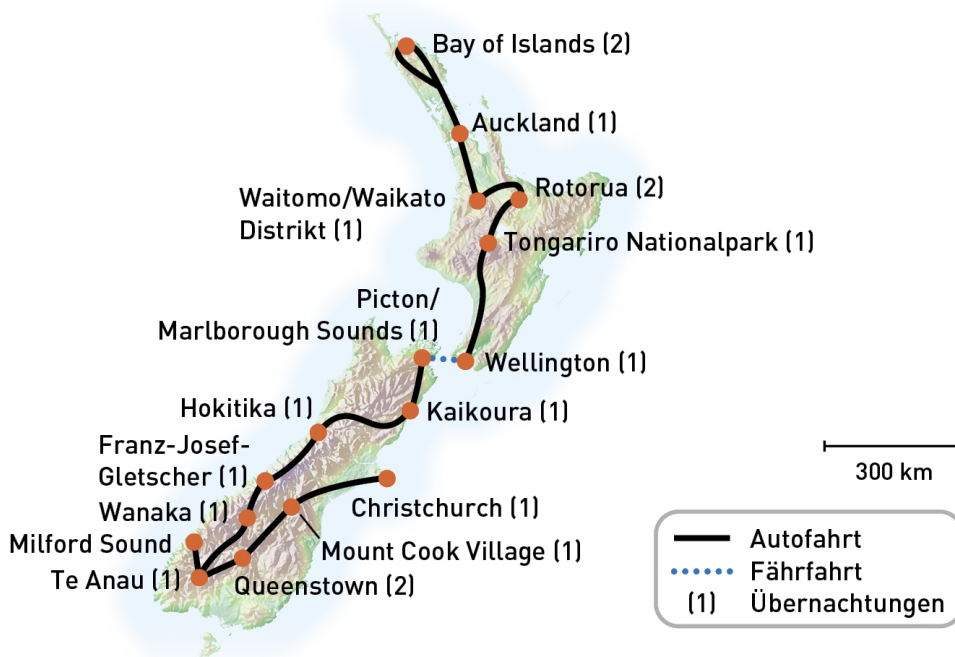 Bay of Islands (2)
Auckland (1)
Waitomo/Waikato
Distrikt (1)
Rotorua (2)
Tongariro Nationalpark (1)
Picton/
Marlborough Sounds (1)
Wellington (1)
Hokitika (1)
Kaikoura (1)
Franz-Josef-
Gletscher (1)
300 km
Wanaka (1)
Christchurch (1)
Milford Sound
Mount Cook Village (1)
Te Anau (1)
Queenstown (2)
Autofahrt
Fährfahrt
(1) Übernachtungen